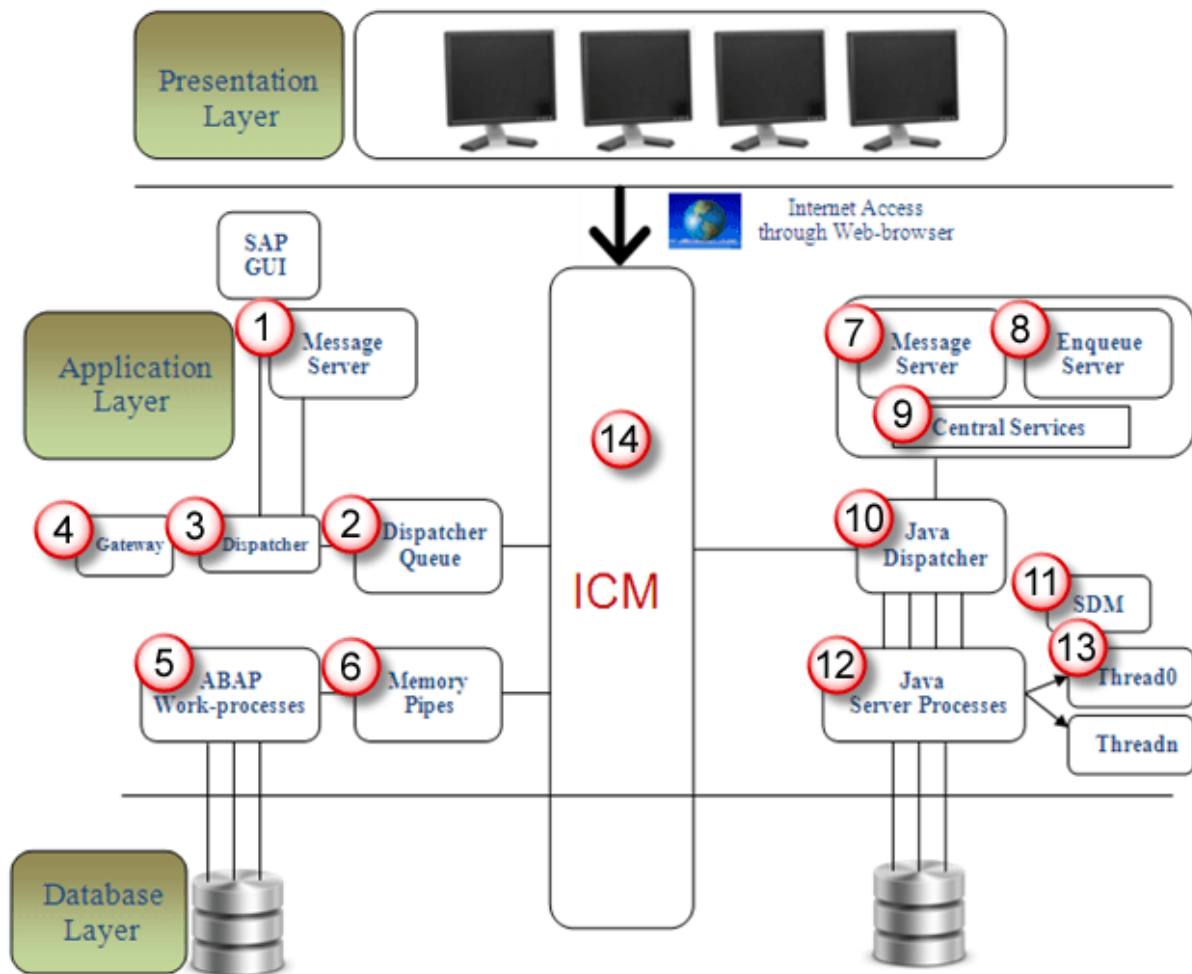 Presentation
Layer
Internet Access
through Web-browser
SAP
GUI
Application
Layer
1
Message
Server
7
Message
Server
8
Enqueue
Server
9
Central Services
14
4
Gateway
3
Dispatcher
2
Dispatcher
Queue
10
Java
Dispatcher
ICM
11
SDM
5
ABAP
Work-processes
6
Memory
Pipes
12
Java
Server Processes
13
Thread0
Threadn
Database
Layer